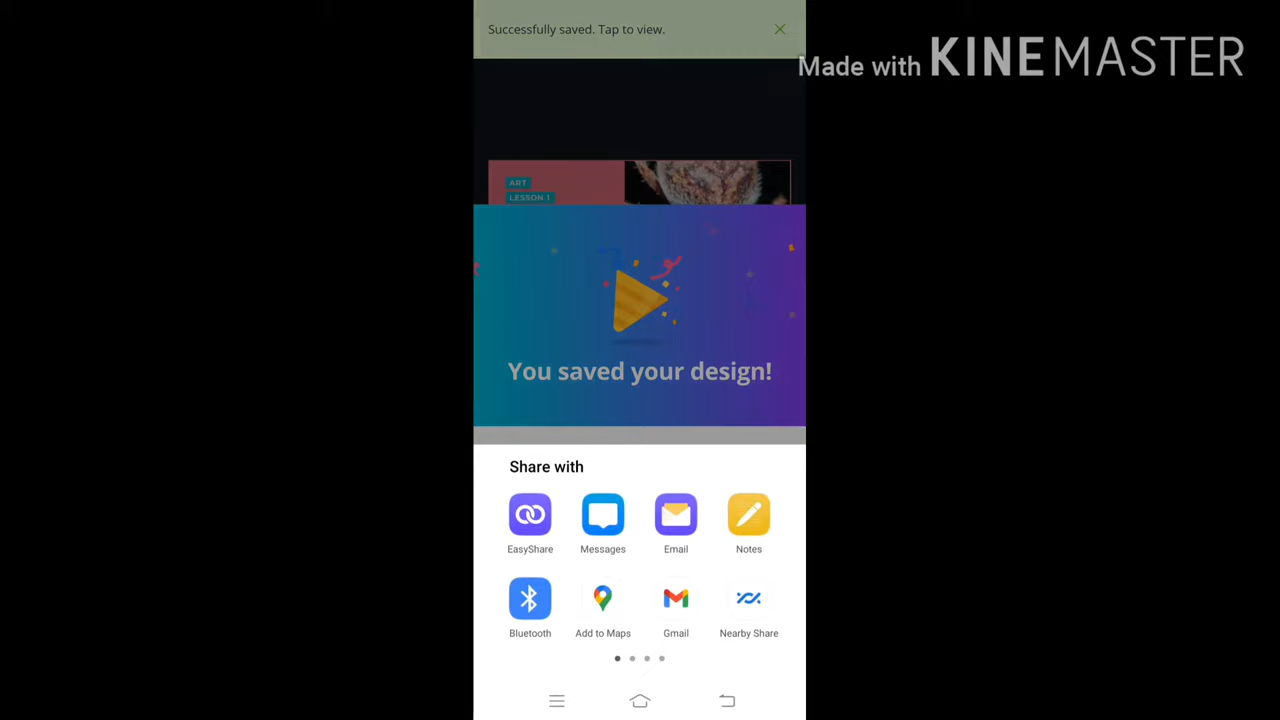 Successfully saved. Tap to view.
Made with KINEMASTER
ART
LESSON 1
You saved your design!
Share with
EasyShare Messages Email Notes
Bluetooth Add to Maps Gmail Nearby Share